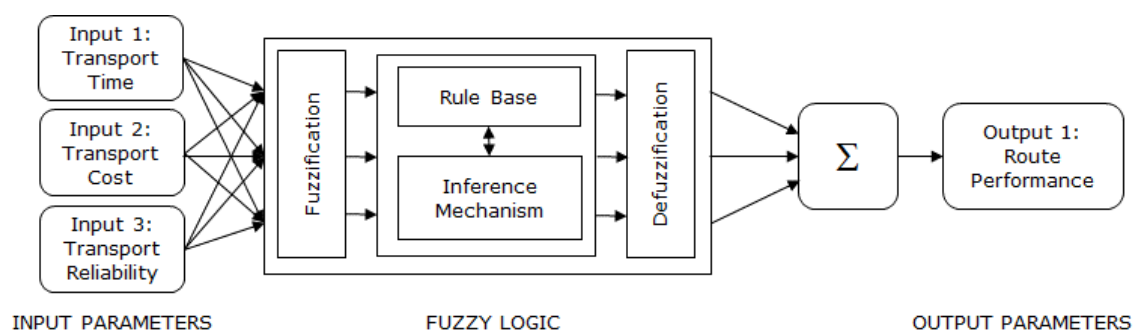 Input 1:
Transport
Time
Input 2:
Transport
Cost
Input 3:
Transport
Reliability
Fuzzification
Rule Base
Inference
Mechanism
Defuzzification
Σ
Output 1:
Route
Performance
INPUT PARAMETERS
FUZZY LOGIC
OUTPUT PARAMETERS